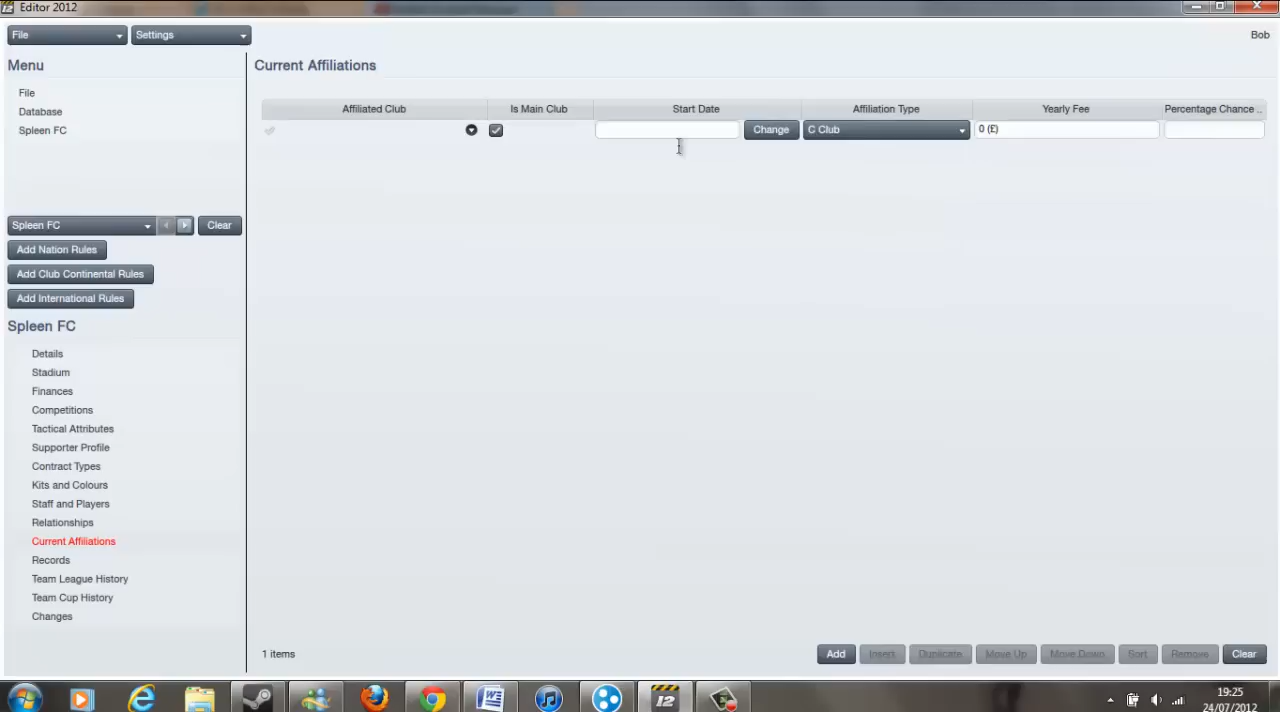 Editor 2012
File
Settings
Bob
Menu
File
Database
Spleen FC
Spleen FC
Clear
Add Nation Rules
Add Club Continental Rules
Add International Rules
Spleen FC
Details
Stadium
Finances
Competitions
Tactical Attributes
Supporter Profile
Contract Types
Kits and Colours
Staff and Players
Relationships
Current Affiliations
Records
Team League History
Team Cup History
Changes
Current Affiliations
Affiliated Club Is Main Club Start Date Affiliation Type Yearly Fee Percentage Chance ..
Change C Club 0 (£)
1 items
Add Insert Duplicate Move Up Move Down Sort Remove Clear
12
19:25
24/07/2012